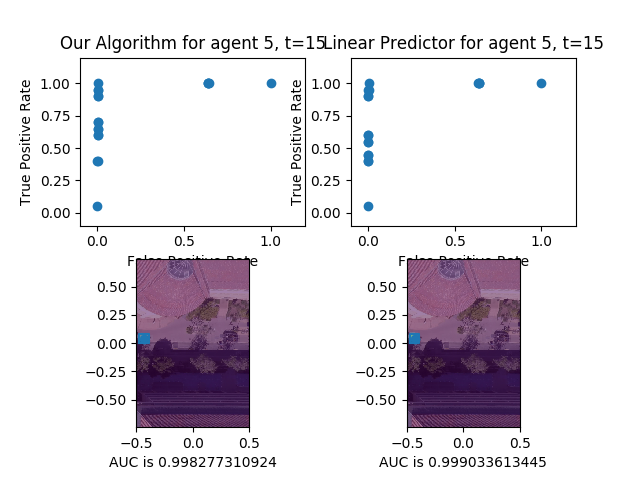 Our Algorithm for agent 5, t=15
Linear Predictor for agent 5, t=15
True Positive Rate
1.00
0.75
0.50
0.25
0.00
0.0 0.5 1.0
False Positive Rate
True Positive Rate
1.00
0.75
0.50
0.25
0.00
0.0 0.5 1.0
False Positive Rate
0.50
0.25
0.00
−0.25
−0.50
−0.5 0.0 0.5
AUC is 0.998277310924
0.50
0.25
0.00
−0.25
−0.50
−0.5 0.0 0.5
AUC is 0.999033613445